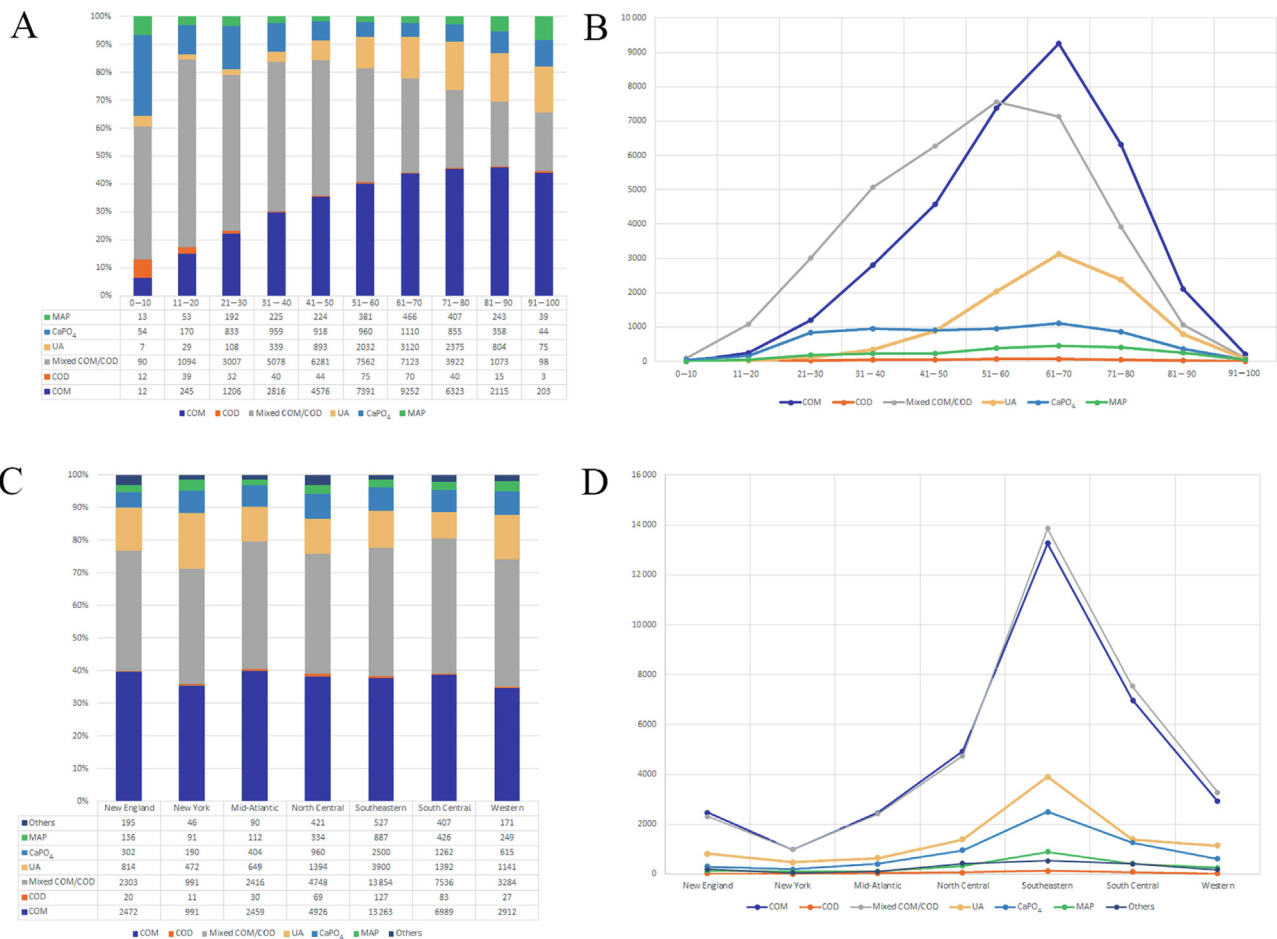 A
100%
90%
80%
70%
60%
50%
40%
30%
20%
10%
0%
0−10 11−20 21−30 31−40 41−50 51−60 61−70 71−80 81−90 91−100
MAP 13 53 192 225 224 381 466 407 243 39
CaPO₄ 54 170 833 959 918 960 1110 855 358 44
UA 7 29 108 339 893 2032 3120 2375 804 75
Mixed COM/COD 90 1094 3007 5078 6281 7562 7123 3922 1073 98
COD 12 39 32 40 44 75 70 40 15 3
COM 12 245 1206 2816 4576 7391 9252 6323 2115 203
COM COD Mixed COM/COD UA CaPO₄ MAP
B
10 000
9000
8000
7000
6000
5000
4000
3000
2000
1000
0
0−10 11−20 21−30 31−40 41−50 51−60 61−70 71−80 81−90 91−100
COM COD Mixed COM/COD UA CaPO₄ MAP
C
100%
90%
80%
70%
60%
50%
40%
30%
20%
10%
0%
New England New York Mid-Atlantic North Central Southeastern South Central Western
Others 195 46 90 421 527 407 171
MAP 136 91 112 334 887 426 249
CaPO₄ 302 190 404 960 2500 1262 615
UA 814 472 649 1394 3900 1392 1141
Mixed COM/COD 2303 991 2416 4748 13 854 7536 3284
COD 20 11 30 69 127 83 27
COM 2472 991 2459 4926 13 263 6989 2912
COM COD Mixed COM/COD UA CaPO₄ MAP Others
D
16 000
14 000
12 000
10 000
8000
6000
4000
2000
0
New England New York Mid-Atlantic North Central Southeastern South Central Western
COM COD Mixed COM/COD UA CaPO₄ MAP Others